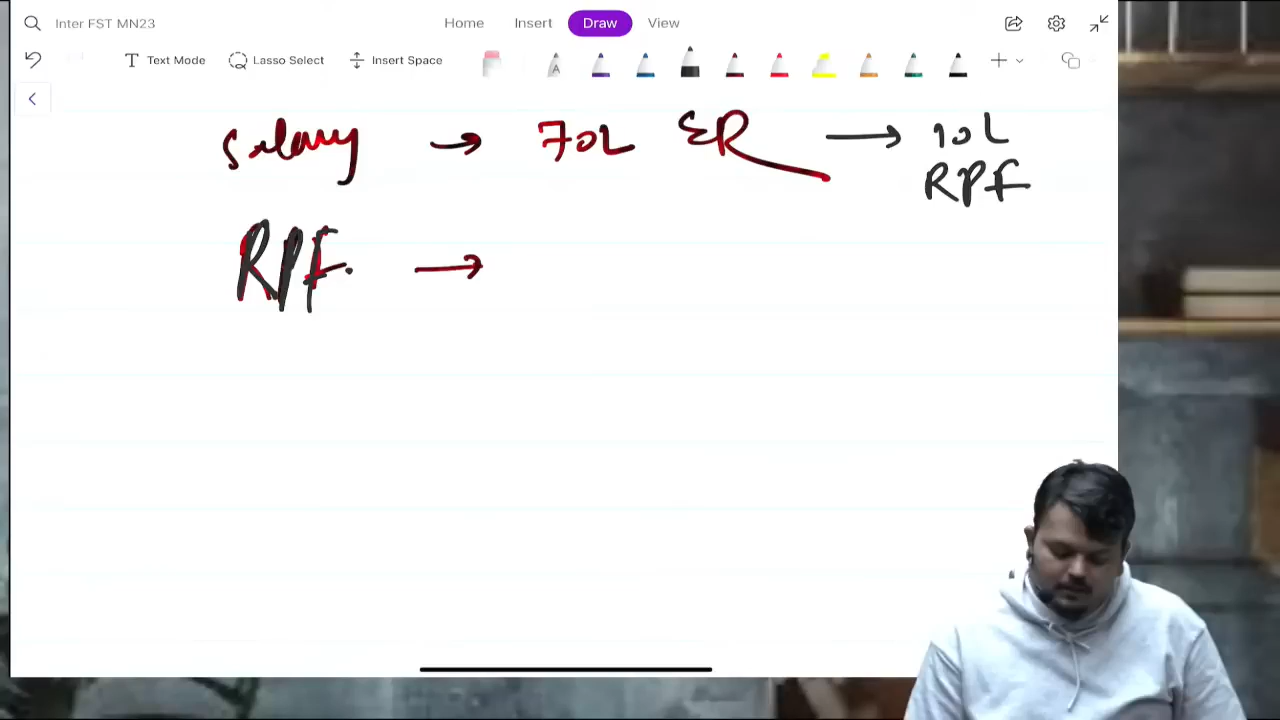 Inter FST MN23
Home Insert Draw View
Text Mode Lasso Select Insert Space
Salary → 70L ER → 10L
RPF
RPF. →